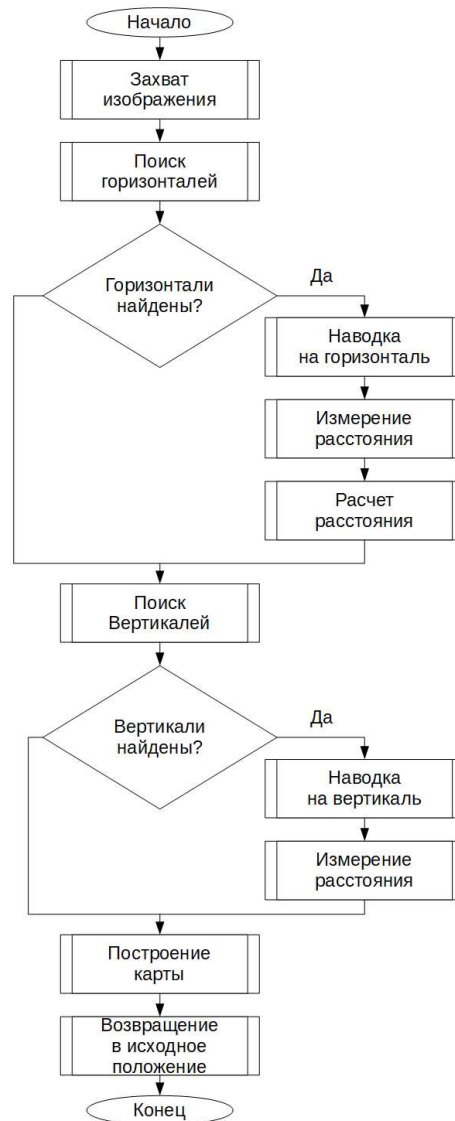 Начало
Захват
изображения
Поиск
горизонталей
Горизонтали
найдены?
Да
Наводка
на горизонталь
Измерение
расстояния
Расчет
расстояния
Поиск
Вертикалей
Вертикали
найдены?
Да
Наводка
на вертикаль
Измерение
расстояния
Построение
карты
Возвращение
в исходное
положение
Конец